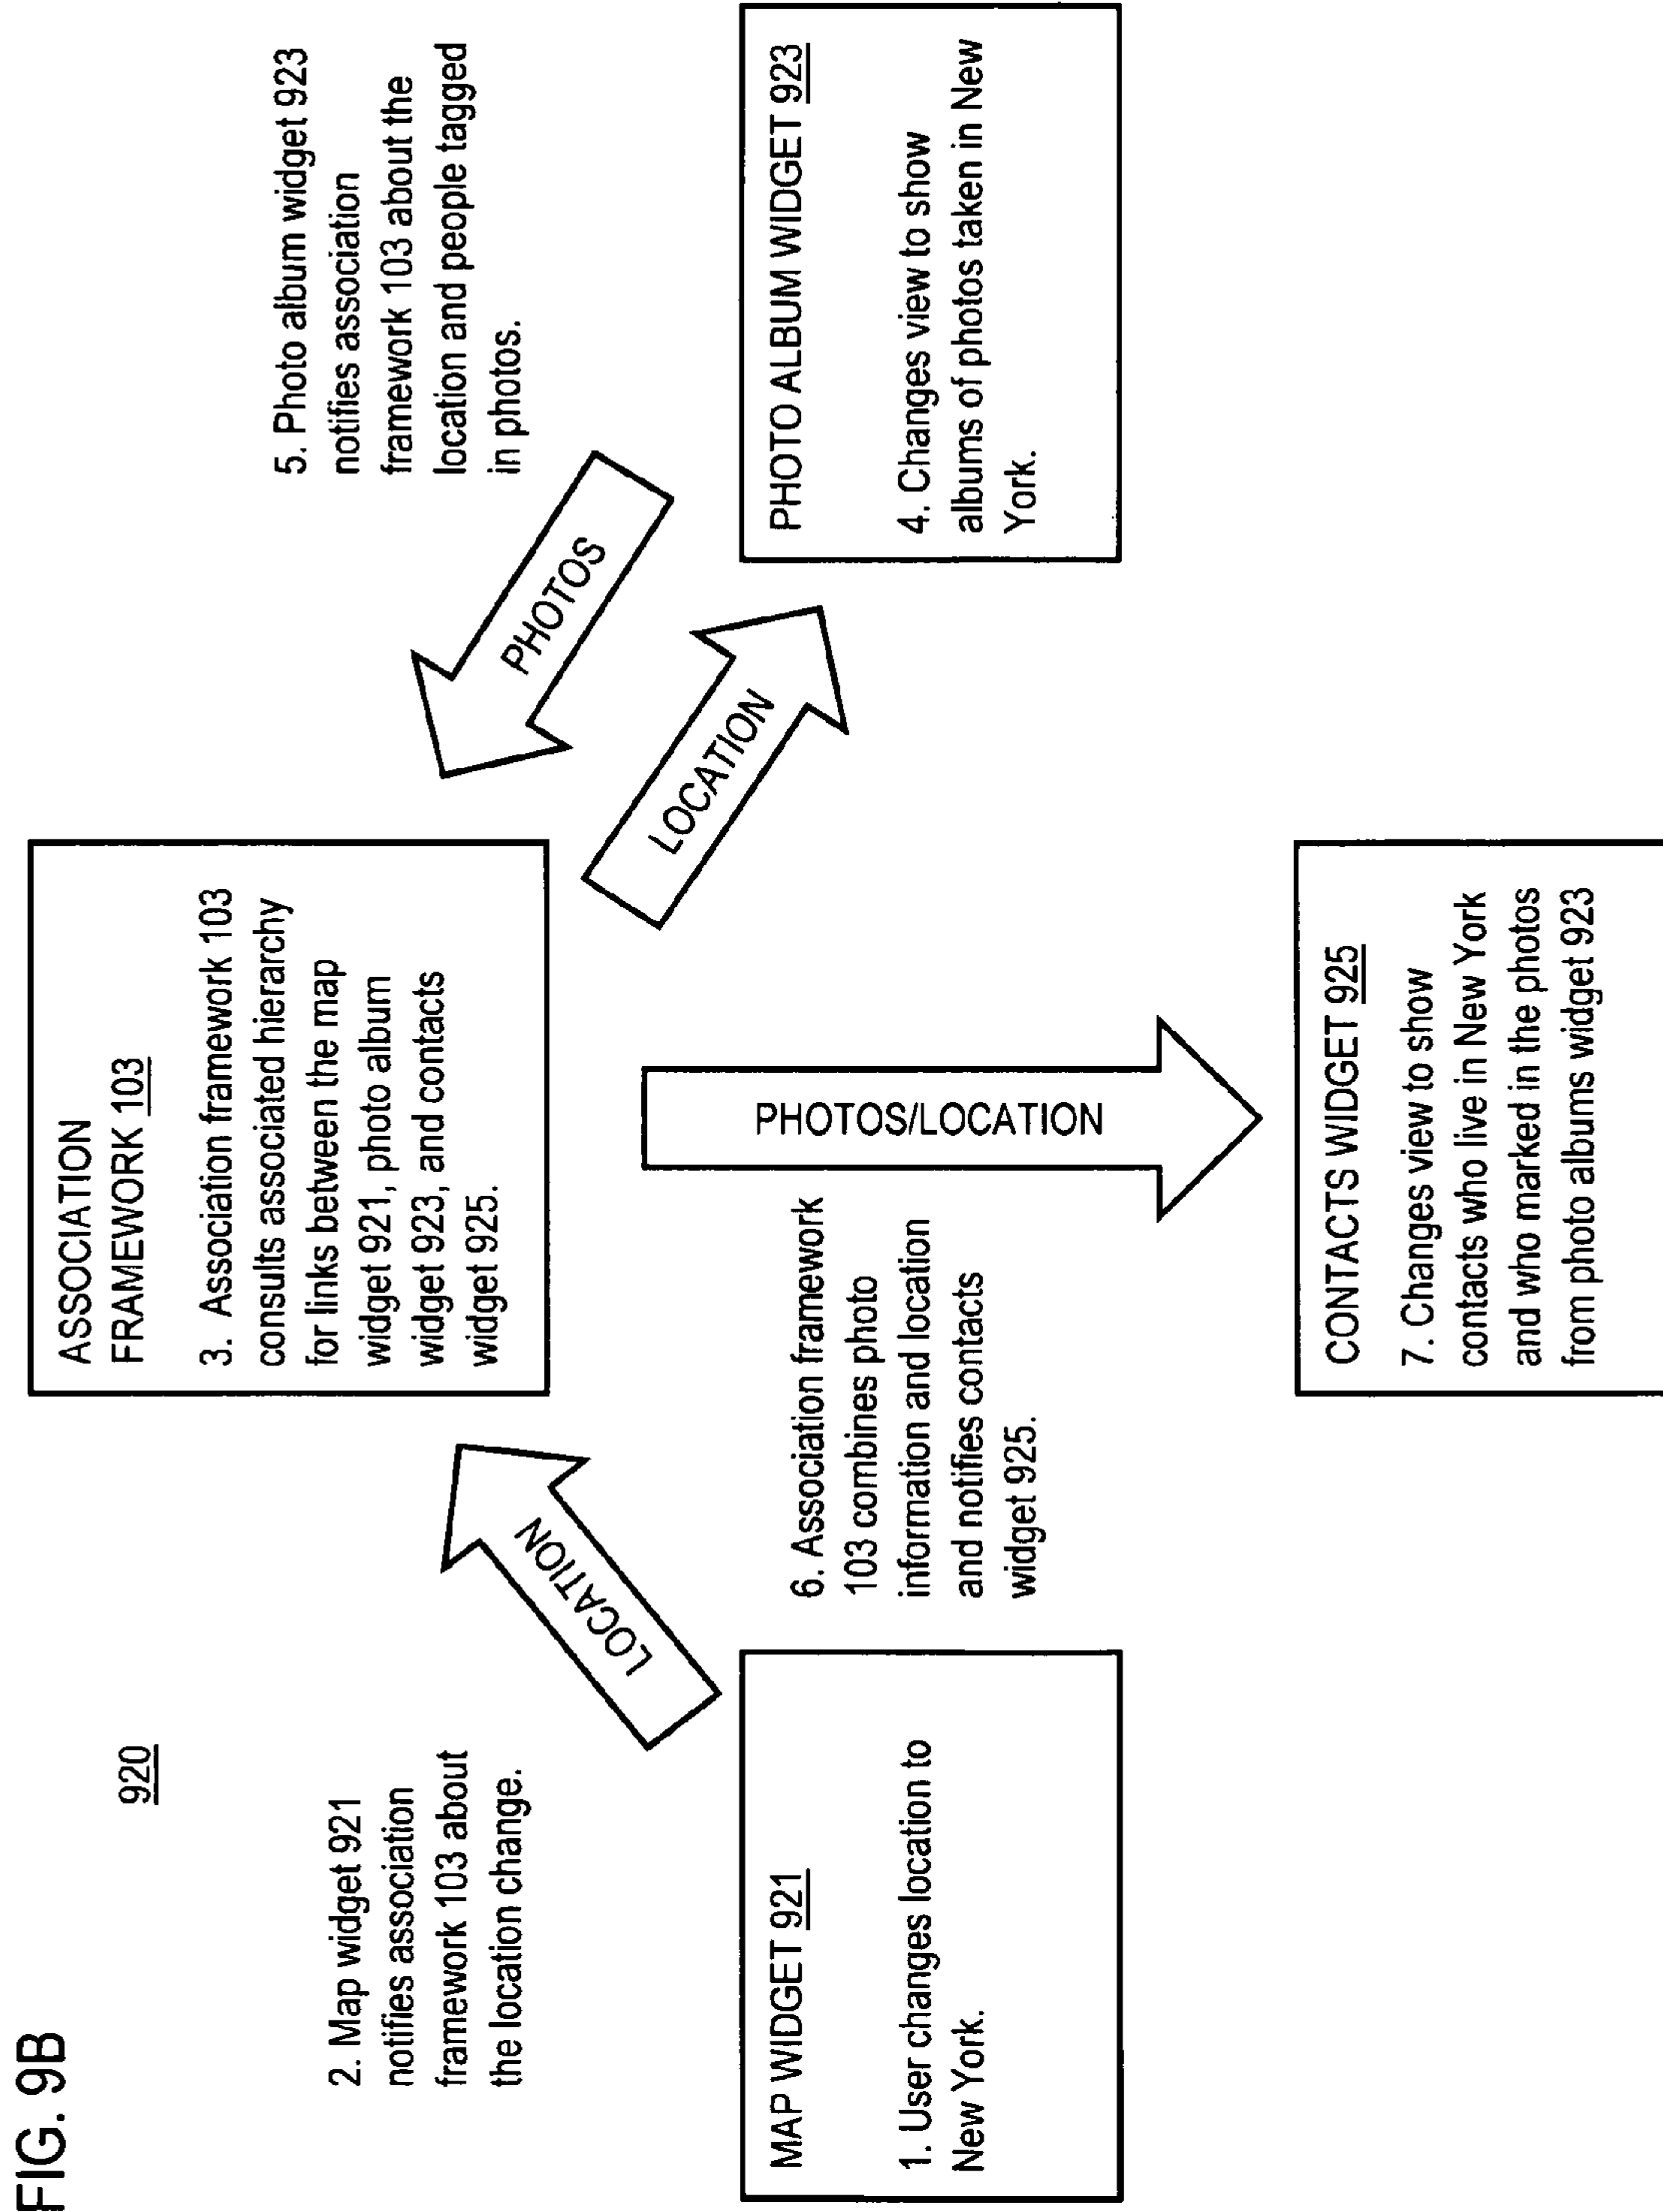 FIG. 9B
920
2. Map widget 921
notifies association
framework 103 about
the location change.
MAP WIDGET 921
1. User changes location to
New York.
LOCATION
ASSOCIATION
FRAMEWORK 103
3. Association framework 103
consults associated hierarchy
for links between the map
widget 921, photo album
widget 923, and contacts
widget 925.
LOCATION
PHOTOS
5. Photo album widget 923
notifies association
framework 103 about the
location and people tagged
in photos.
PHOTO ALBUM WIDGET 923
4. Changes view to show
albums of photos taken in New
York.
6. Association framework
103 combines photo
information and location
and notifies contacts
widget 925.
PHOTOS/LOCATION
CONTACTS WIDGET 925
7. Changes view to show
contacts who live in New York
and who marked in the photos
from photo albums widget 923